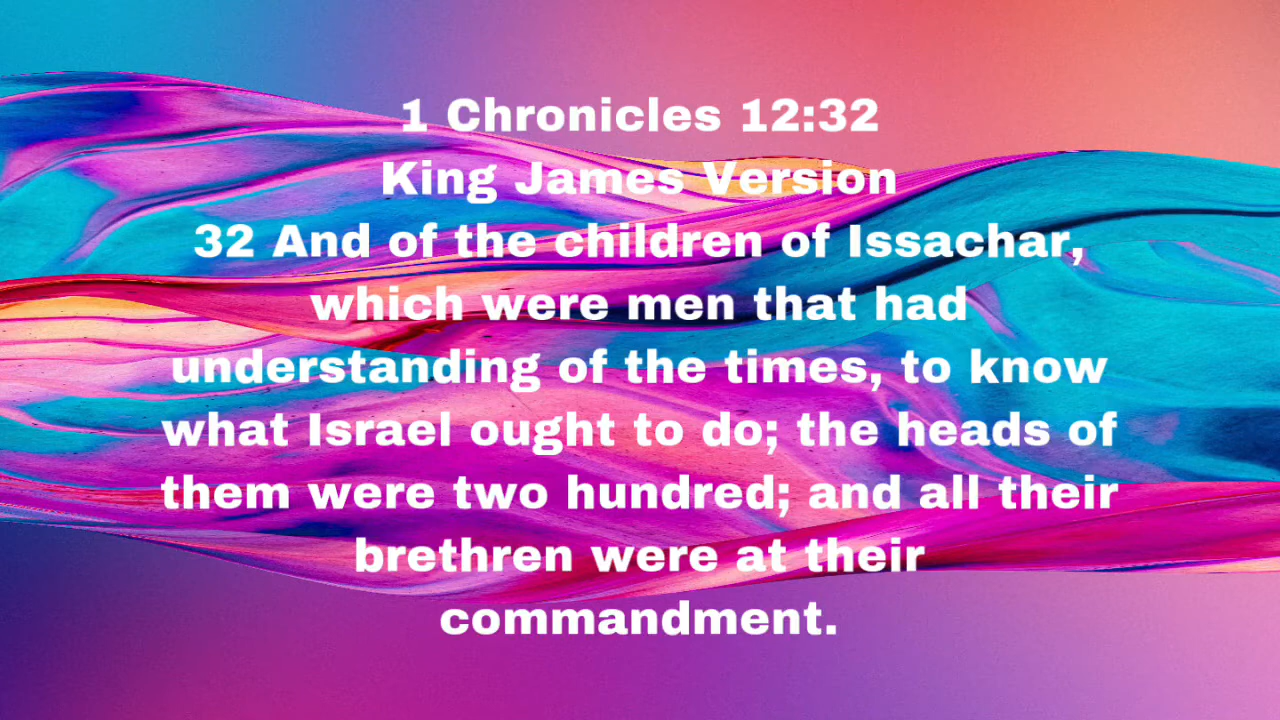 1 Chronicles 12:32
King James Version
32 And of the children of Issachar,
which were men that had
understanding of the times, to know
what Israel ought to do; the heads of
them were two hundred; and all their
brethren were at their
commandment.